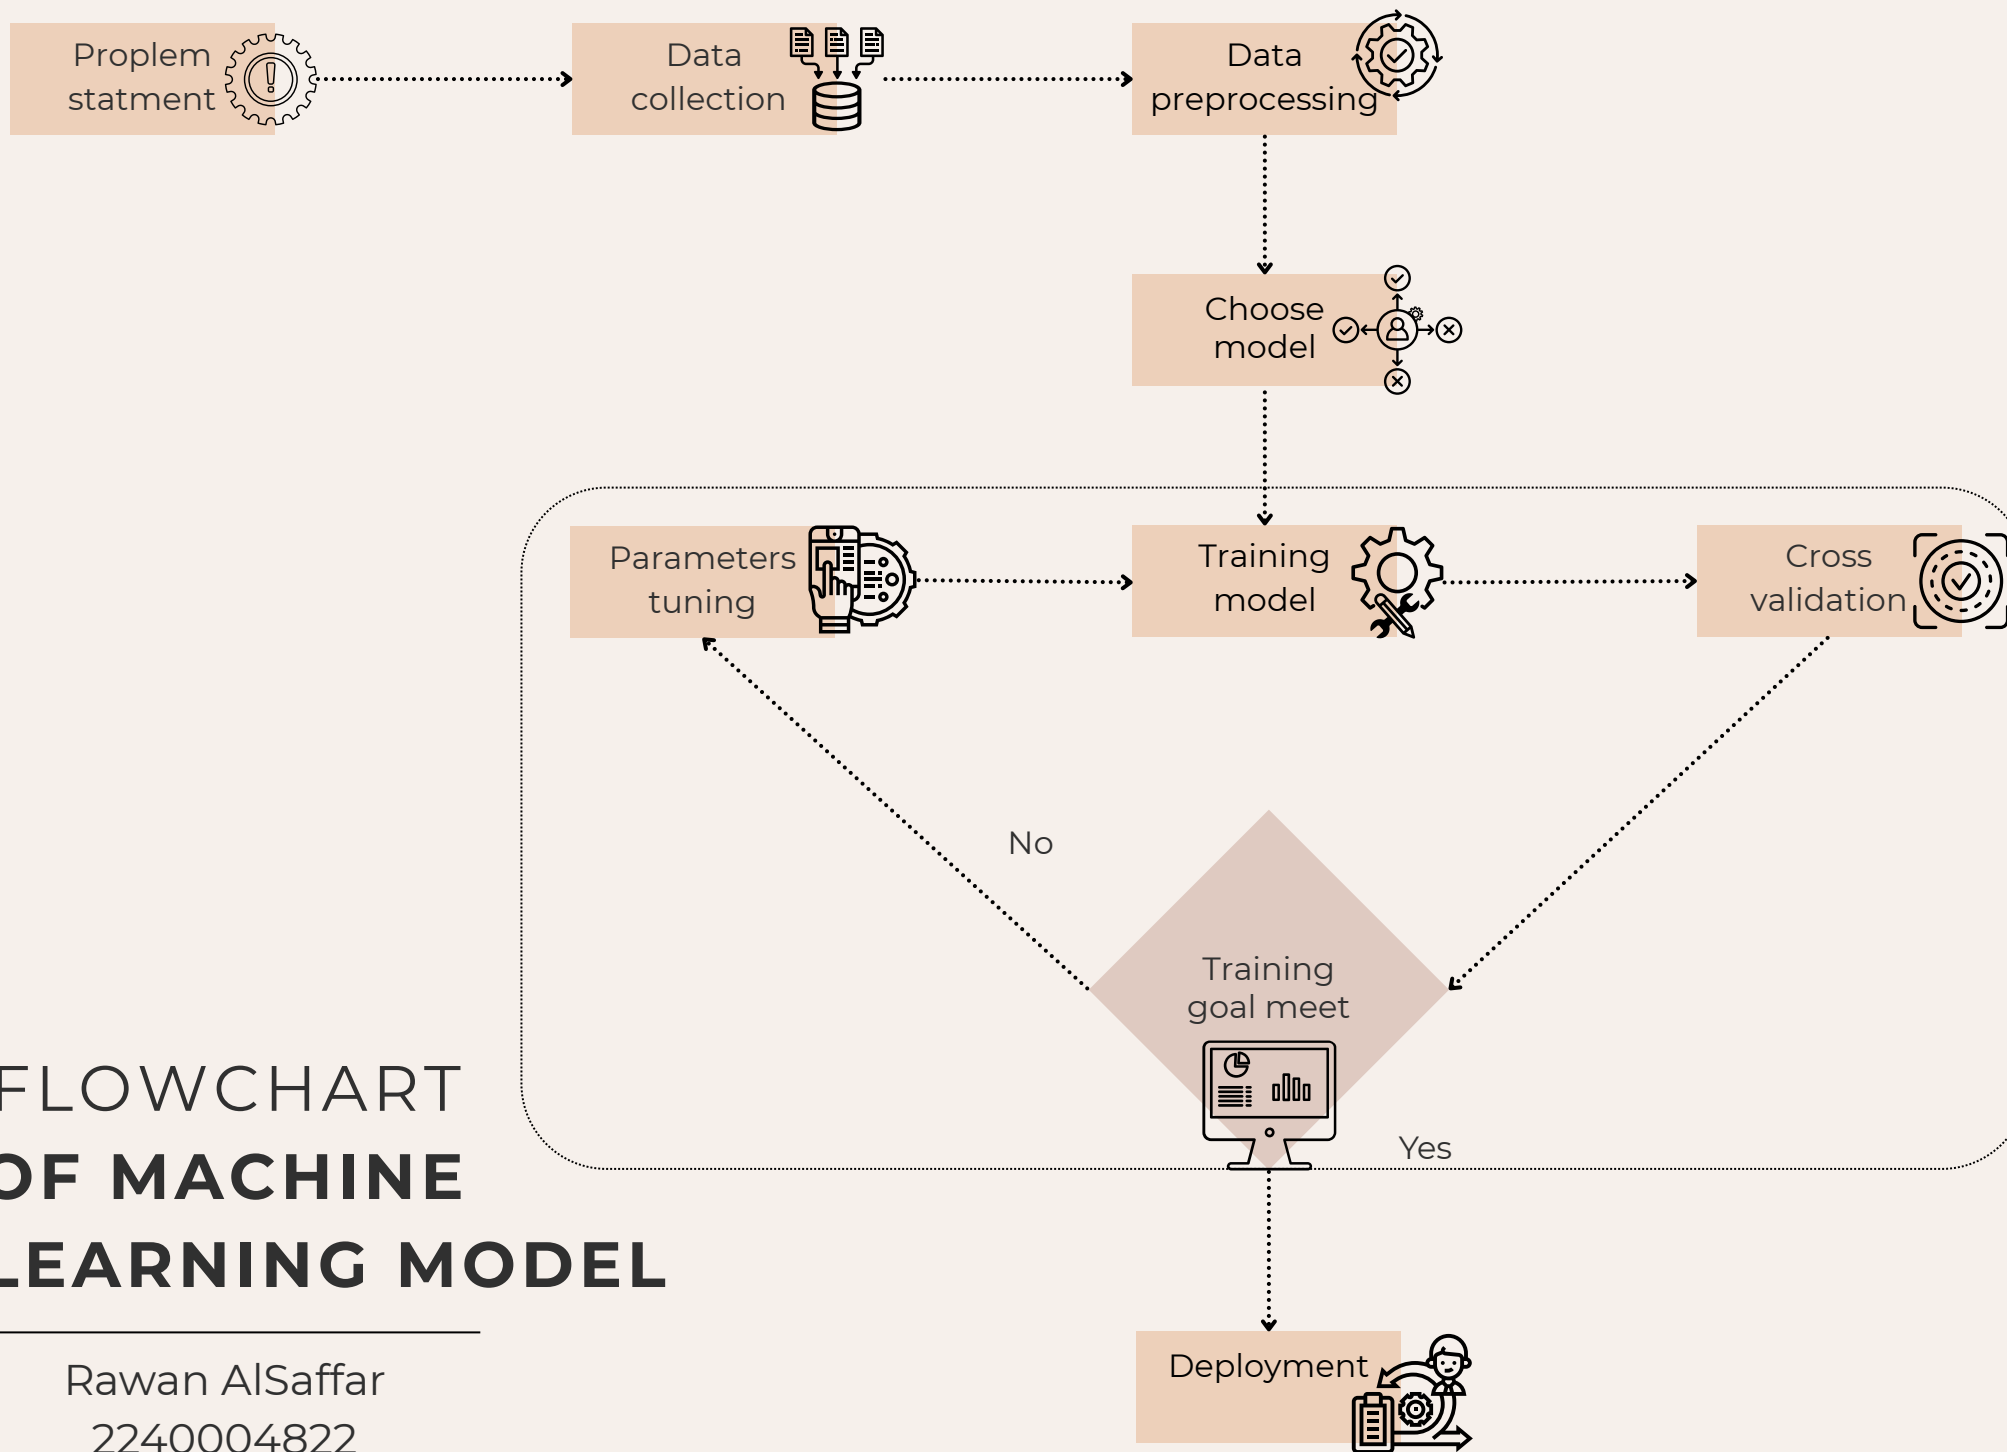 Proplem
statment
Data
collection
Data
preprocessing
Choose
model
Parameters
tuning
Training
model
Cross
validation
No
Training
goal meet
Yes
FLOWCHART
OF MACHINE
LEARNING MODEL
Deployment
Rawan AlSaffar
2240004822